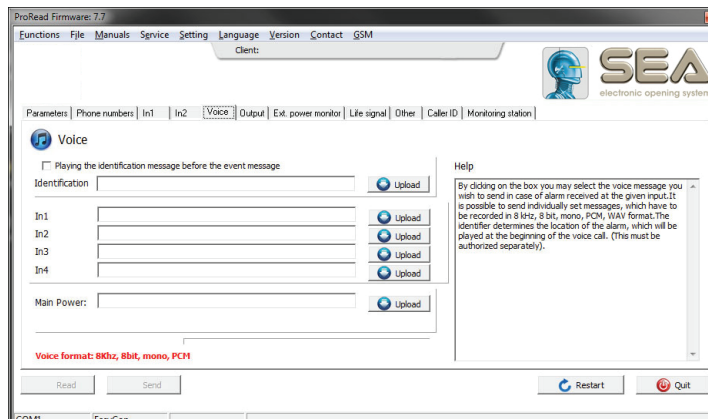 ProRead Firmware: 7.7
Functions File Manuals Service Setting Language Version Contact GSM
Client:
SEA
electronic opening system
Parameters Phone numbers In1 In2 Voice Output Ext. power monitor Life signal Other Caller ID Monitoring station
Voice
Playing the identification message before the event message
Identification Upload
In1 Upload
In2 Upload
In3 Upload
In4 Upload
Main Power: Upload
Voice format: 8Khz, 8bit, mono, PCM
Help
By clicking on the box you may select the voice message you
wish to send in case of alarm received at the given input.It
is possible to send individually set messages, which have to
be recorded in 8 kHz, 8 bit, mono, PCM, WAV format.The
identifier determines the location of the alarm, which will be
played at the beginning of the voice call. (This must be
authorized separately).
Read Send Restart Quit
COM1